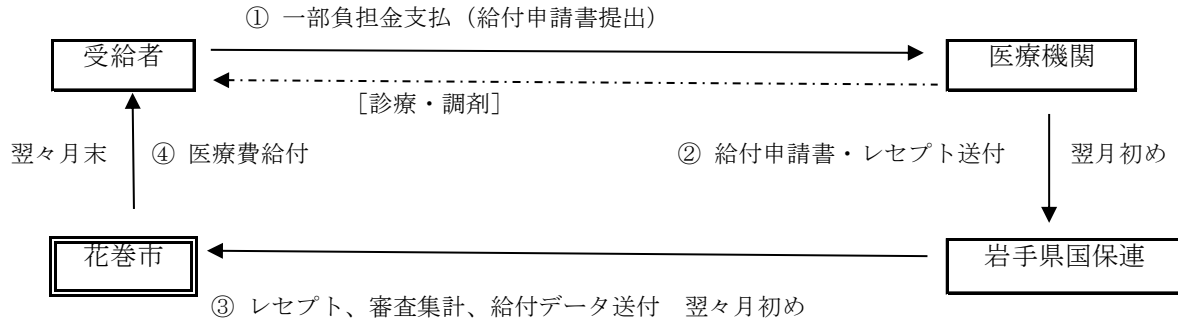 ① 一部負担金支払（給付申請書提出）
受給者
医療機関
［診療・調剤］
翌々月末
④ 医療費給付
② 給付申請書・レセプト送付
翌月初め
花巻市
岩手県国保連
③ レセプト、審査集計、給付データ送付　翌々月初め